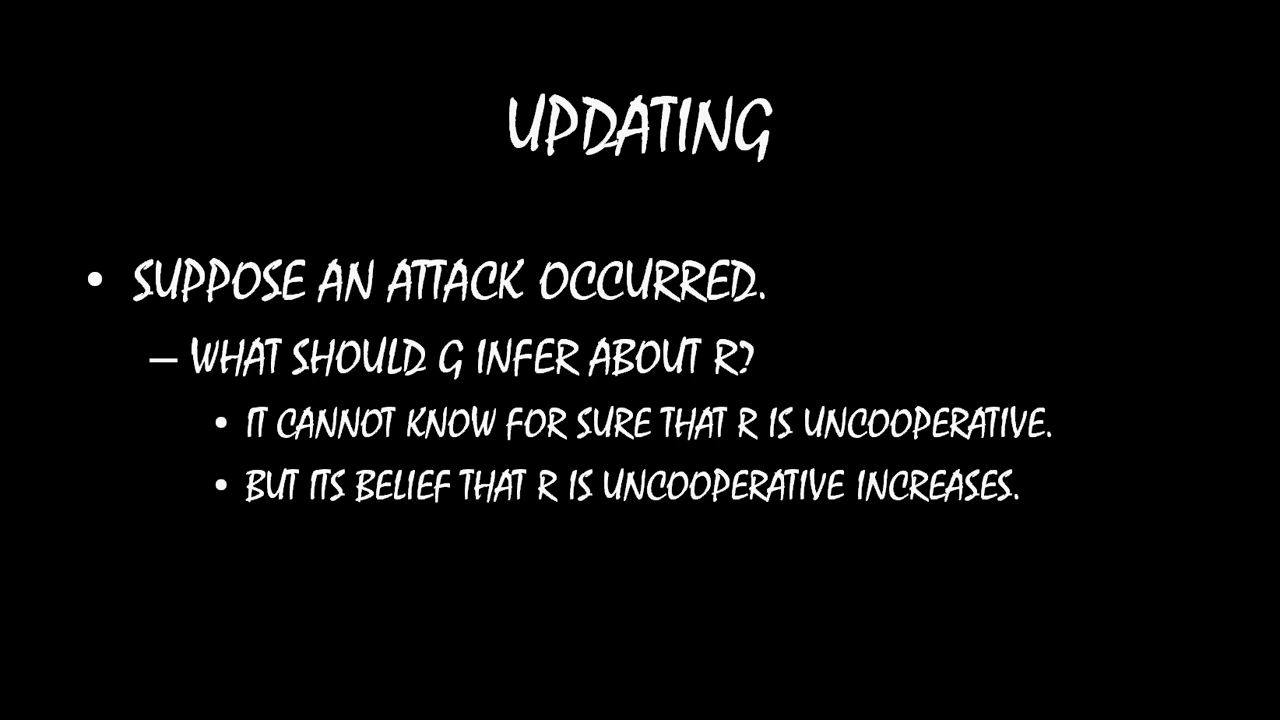 UPDATING
• SUPPOSE AN ATTACK OCCURRED.
– WHAT SHOULD G INFER ABOUT R?
• IT CANNOT KNOW FOR SURE THAT R IS UNCOOPERATIVE.
• BUT ITS BELIEF THAT R IS UNCOOPERATIVE INCREASES.